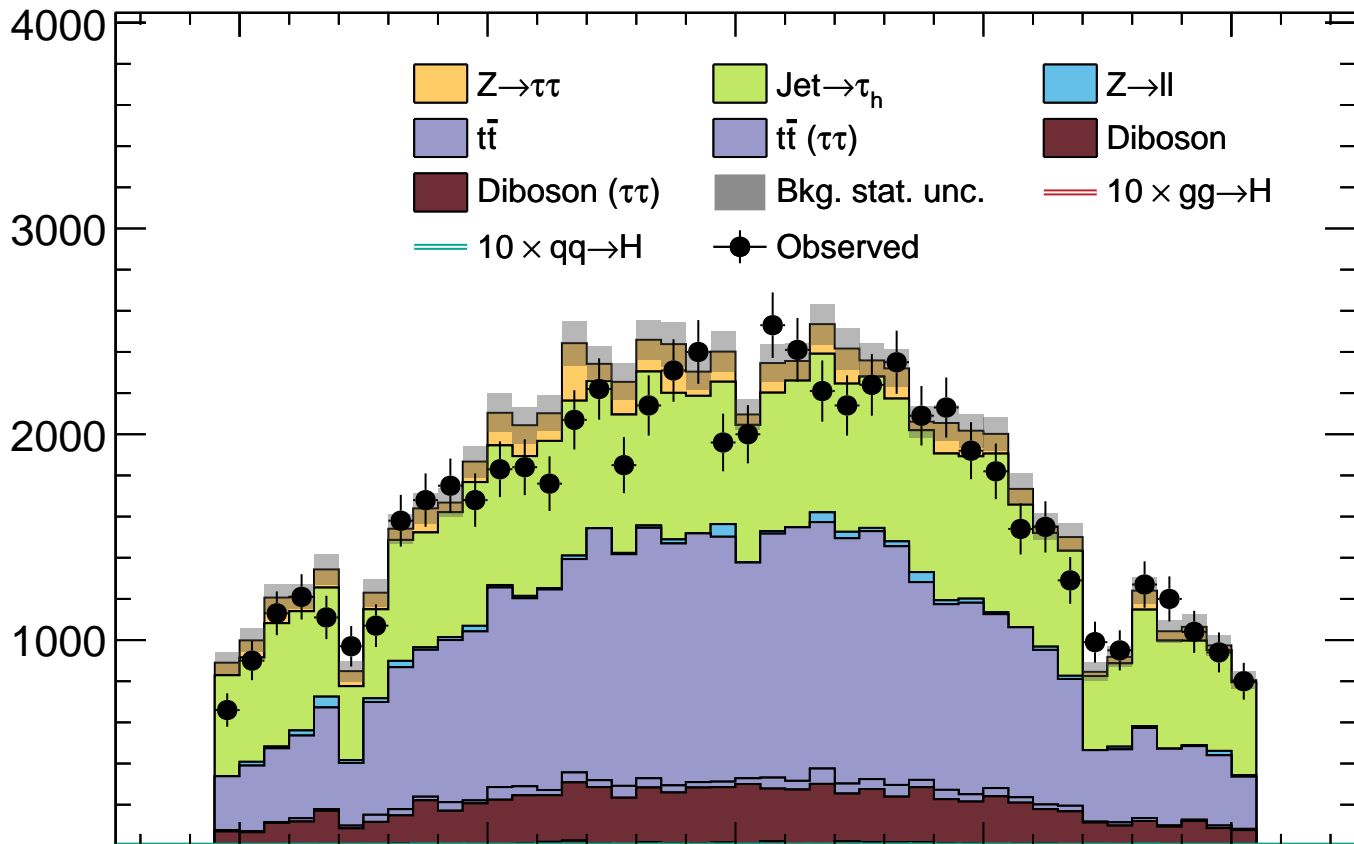 4000
Z→ττ Jet→τh Z→ll
tt̄ tt̄ (ττ) Diboson
Diboson (ττ) Bkg. stat. unc. 10 × gg→H
3000
10 × qq→H Observed
2000
1000